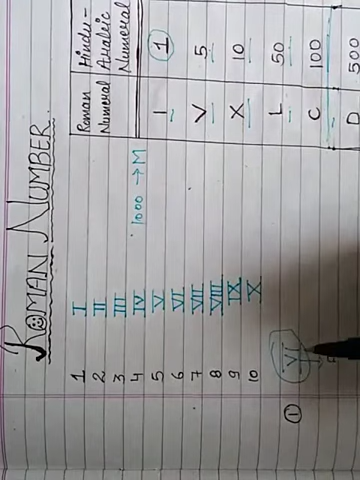 ROMAN NUMBER
Roman Numeral I V X L C D
Hindu-Arabic Numeral 1 5 10 50 100 500
1000 → M
1 I
2 II
3 III
4 IV
5 V
6 VI
7 VII
8 VIII
9 IX
10 X
① VI